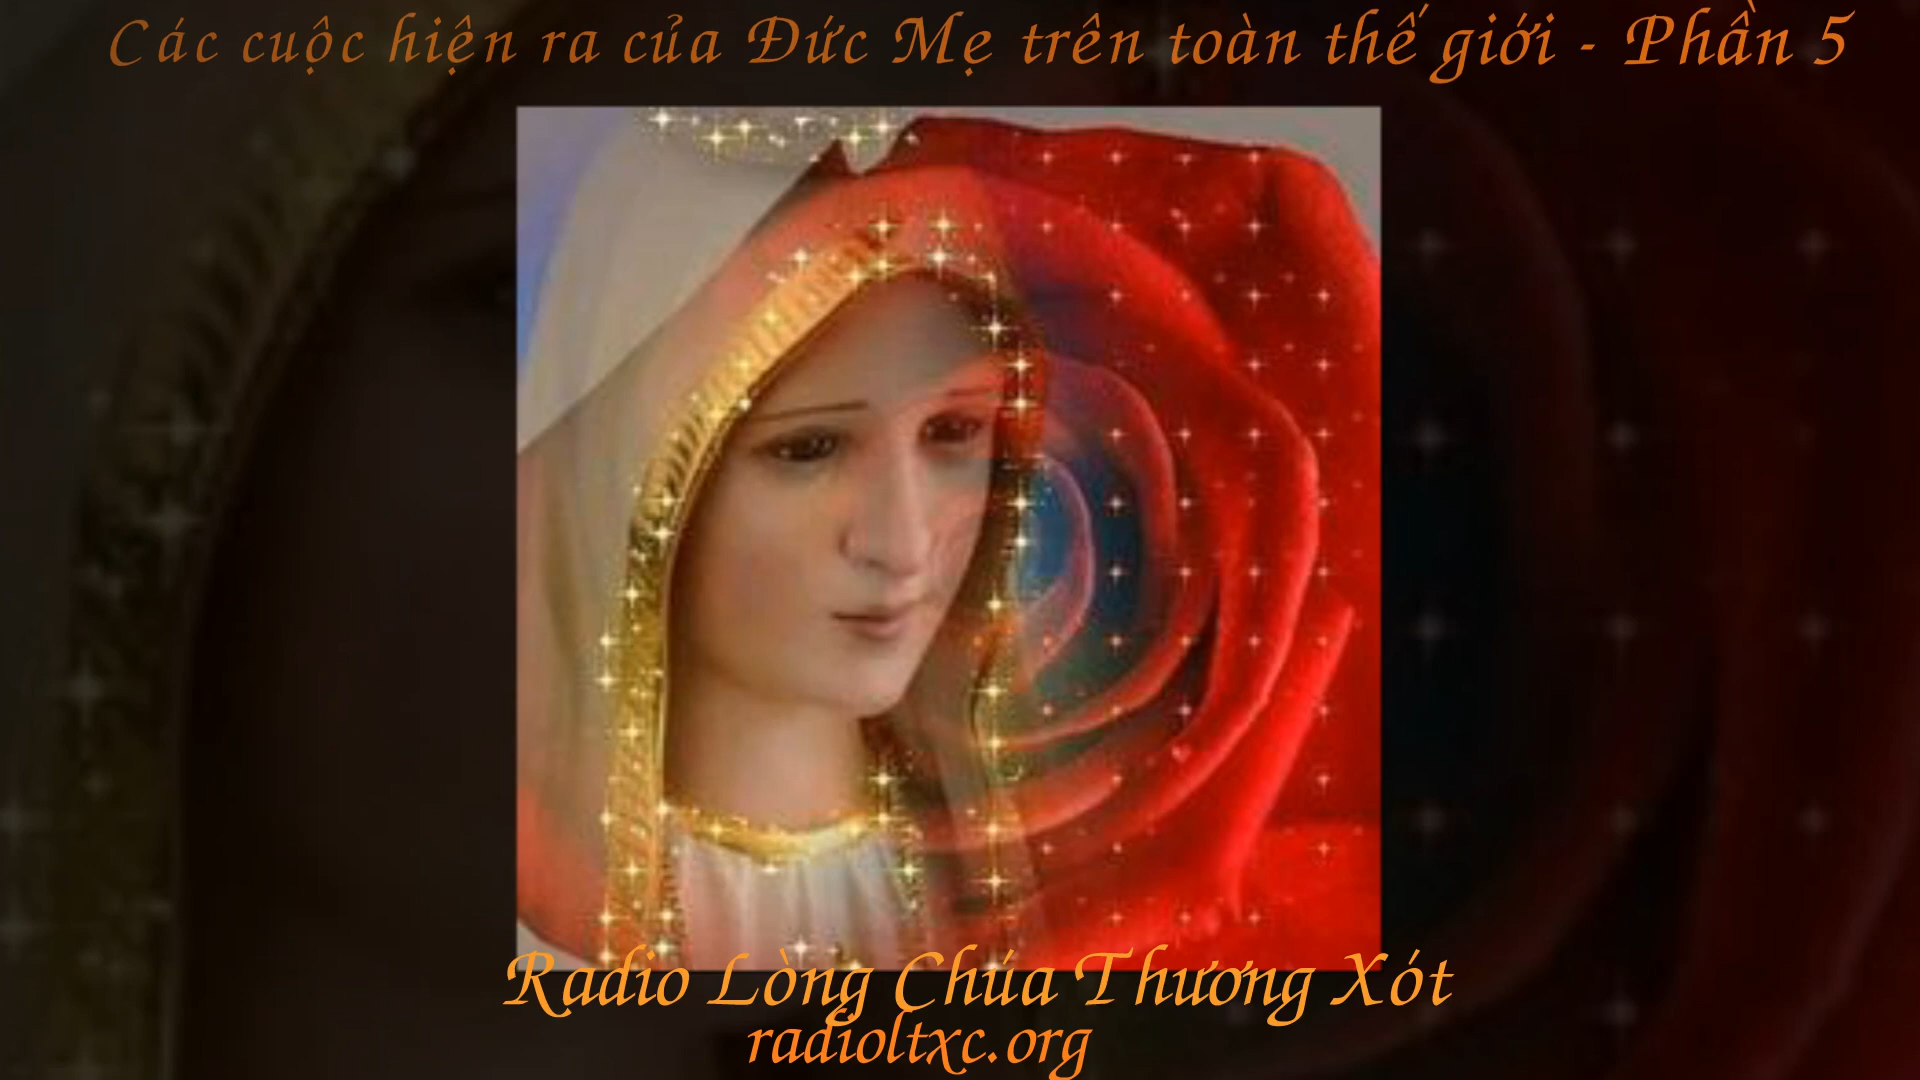 Các cuộc hiện ra của Đức Mẹ trên toàn thế giới - Phần 5
Radio Lòng Chúa Thương Xót
radioltxc.org